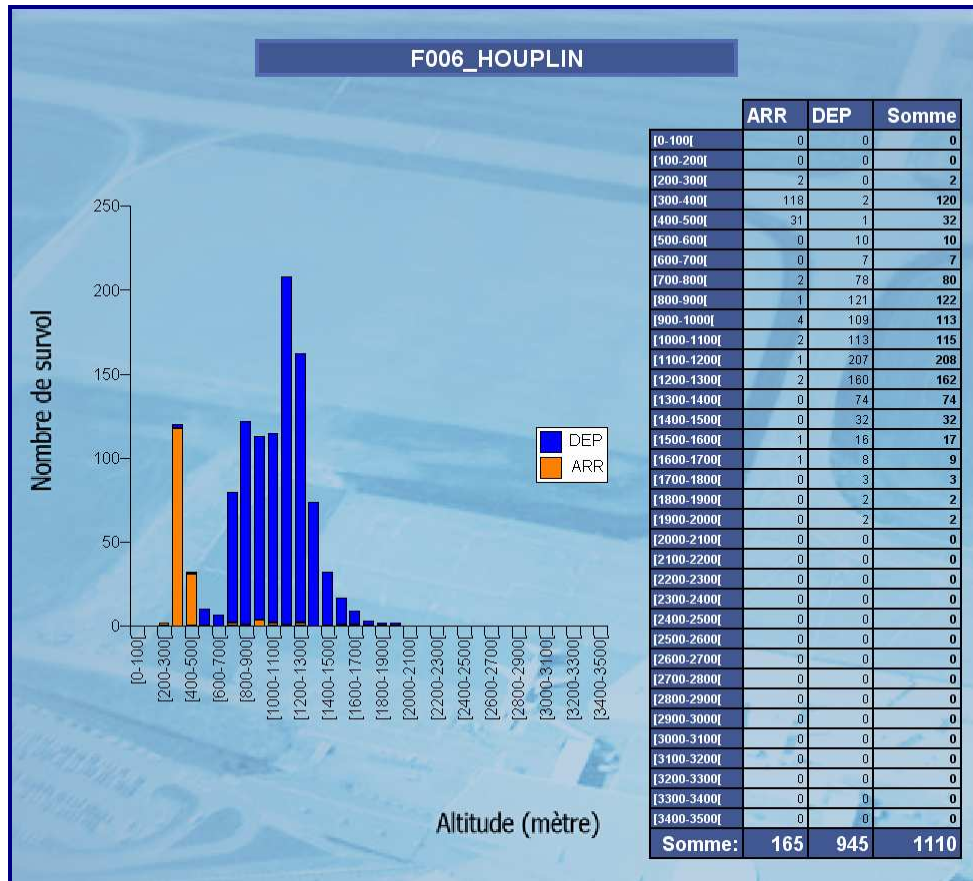 F006_HOUPLIN
ARR DEP Somme
[0-100[ 0 0 0
[100-200[ 0 0 0
[200-300[ 2 0 2
[300-400[ 118 2 120
[400-500[ 31 1 32
[500-600[ 0 10 10
[600-700[ 0 7 7
[700-800[ 2 78 80
[800-900[ 1 121 122
[900-1000[ 4 109 113
[1000-1100[ 2 113 115
[1100-1200[ 1 207 208
[1200-1300[ 2 160 162
[1300-1400[ 0 74 74
[1400-1500[ 0 32 32
[1500-1600[ 1 16 17
[1600-1700[ 1 8 9
[1700-1800[ 0 3 3
[1800-1900[ 0 2 2
[1900-2000[ 0 2 2
[2000-2100[ 0 0 0
[2100-2200[ 0 0 0
[2200-2300[ 0 0 0
[2300-2400[ 0 0 0
[2400-2500[ 0 0 0
[2500-2600[ 0 0 0
[2600-2700[ 0 0 0
[2700-2800[ 0 0 0
[2800-2900[ 0 0 0
[2900-3000[ 0 0 0
[3000-3100[ 0 0 0
[3100-3200[ 0 0 0
[3200-3300[ 0 0 0
[3300-3400[ 0 0 0
[3400-3500[ 0 0 0
Somme: 165 945 1110
Nombre de survol
250
200
150
100
50
0
DEP
ARR
[0-100[
[200-300[
[400-500[
[600-700[
[800-900[
[1000-1100[
[1200-1300[
[1400-1500[
[1600-1700[
[1800-1900[
[2000-2100[
[2200-2300[
[2400-2500[
[2600-2700[
[2800-2900[
[3000-3100[
[3200-3300[
[3400-3500[
Altitude (mètre)